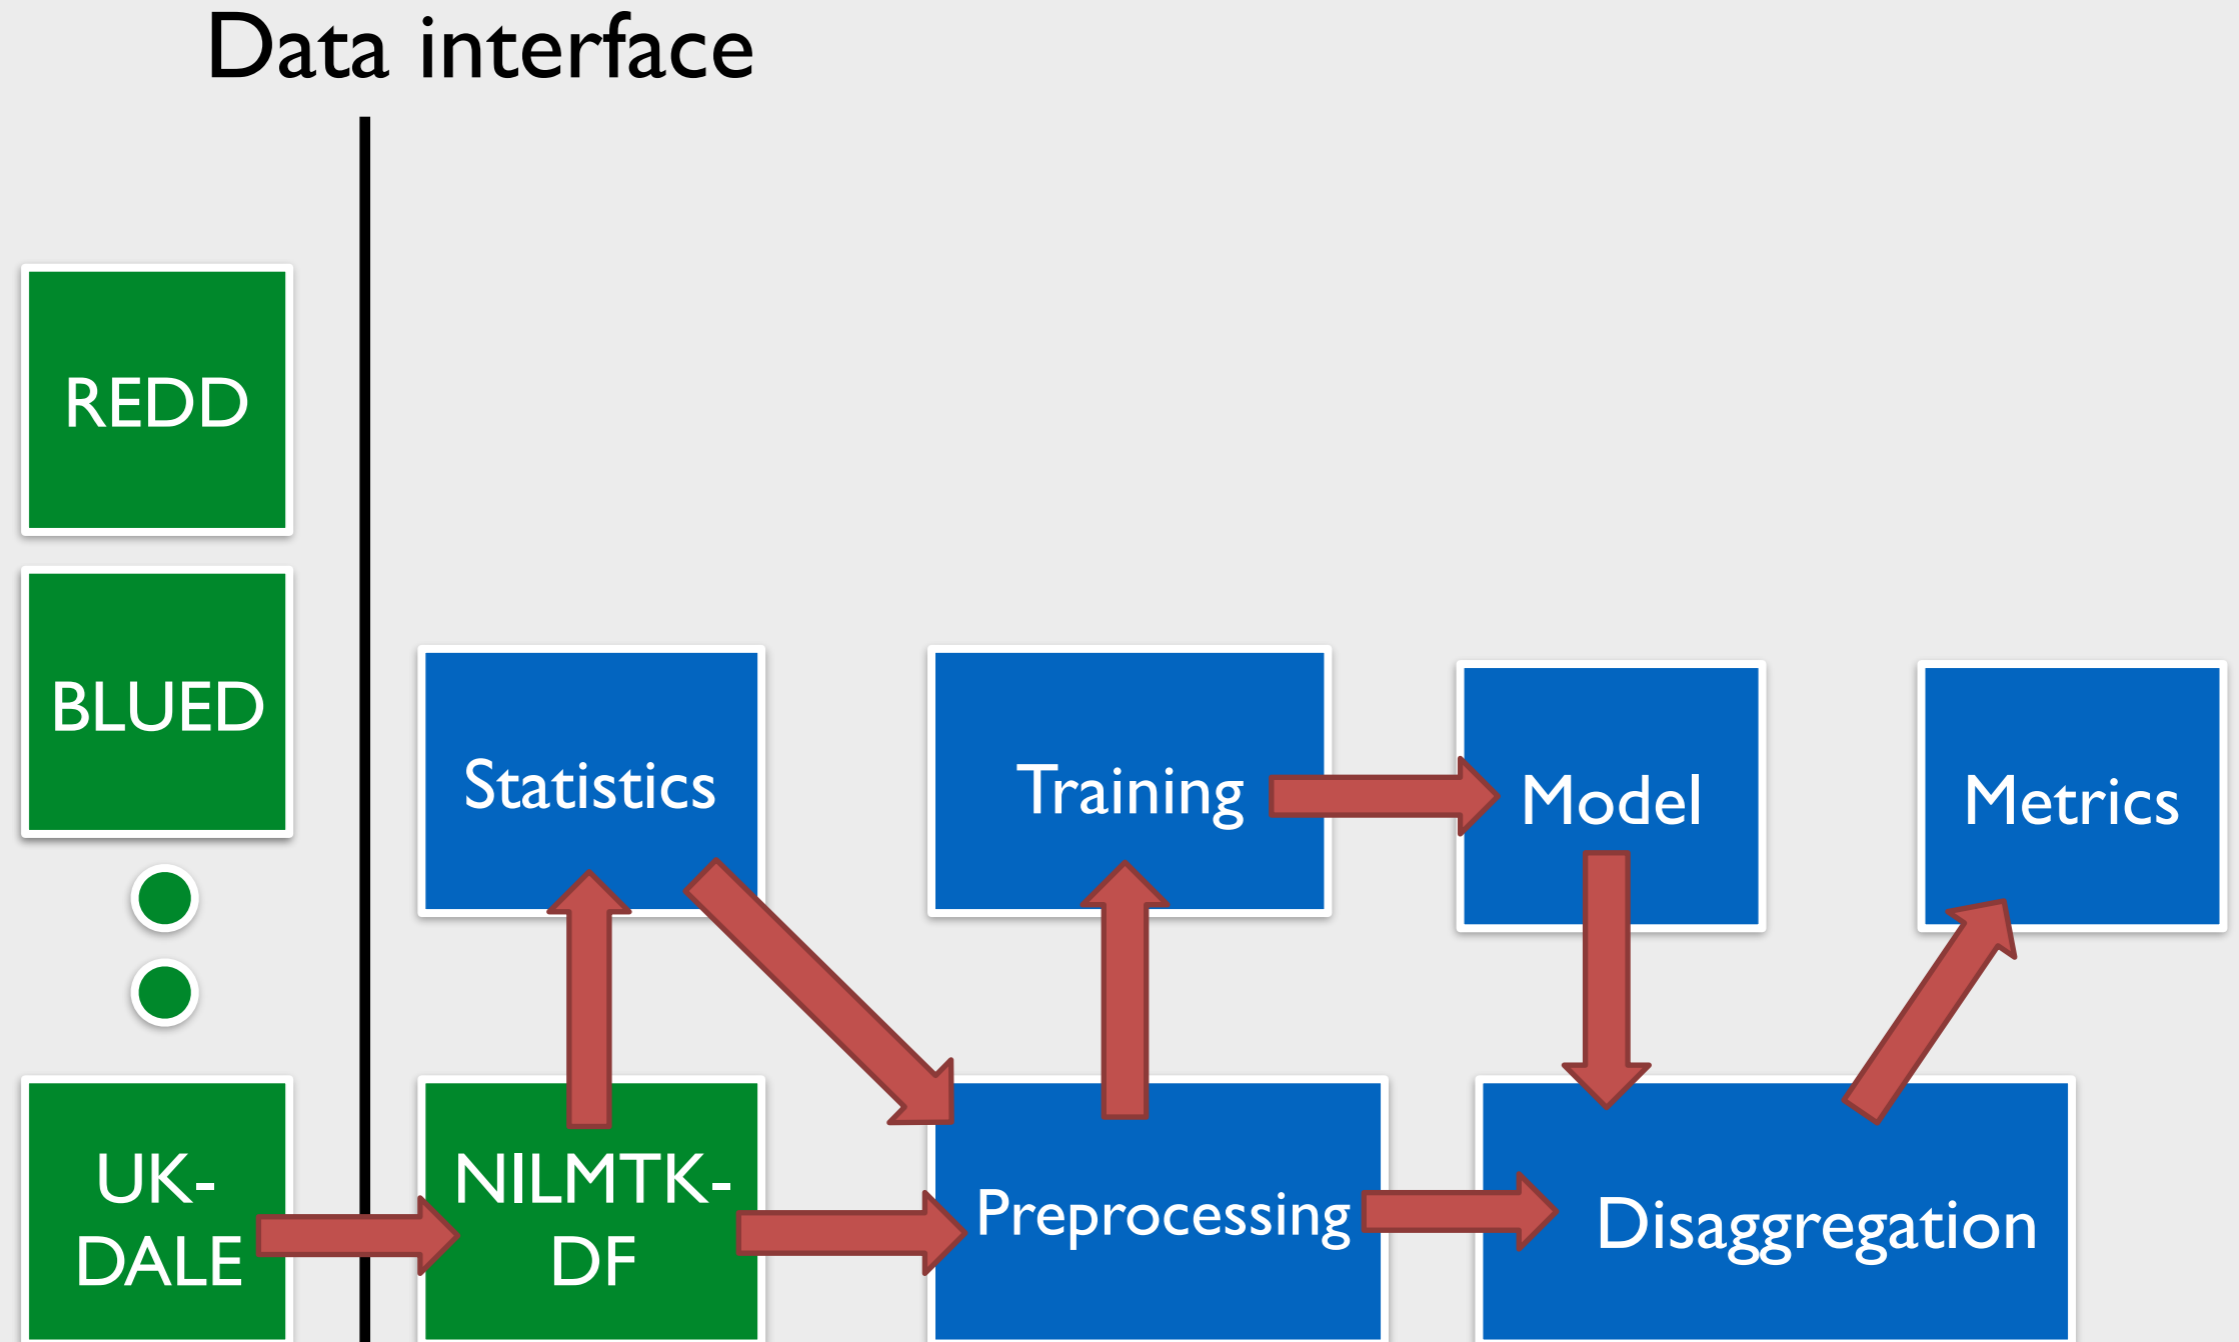 Data interface
REDD
BLUED
Statistics
Training
Model
Metrics
UK-
DALE
NILMTK-
DF
Preprocessing
Disaggregation